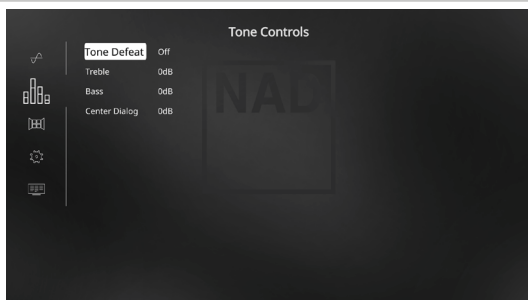 Tone Controls
Tone Defeat Off
Treble 0dB
Bass 0dB
Center Dialog 0dB
NAD